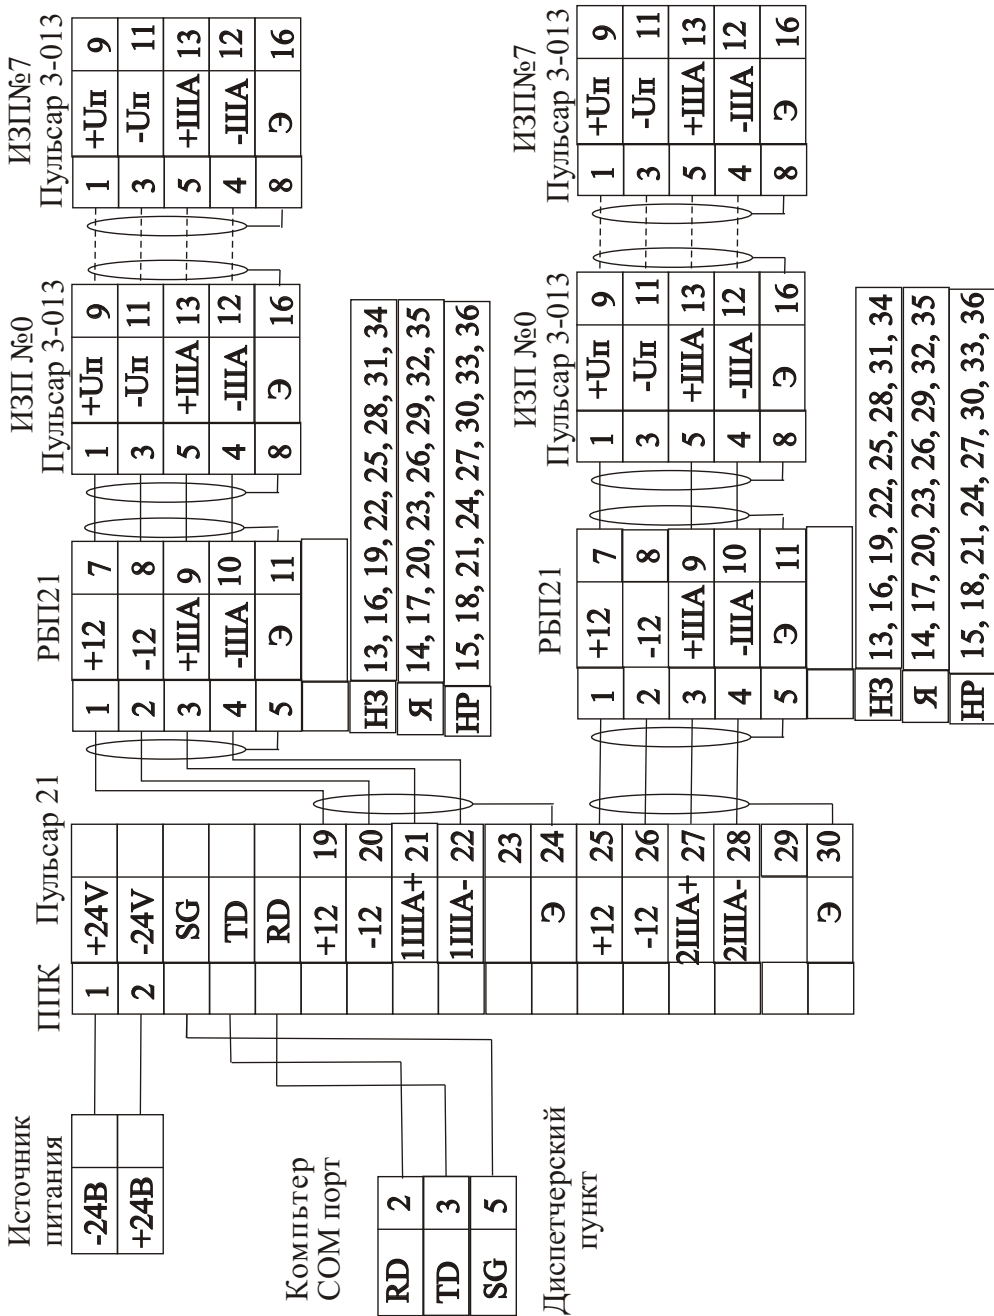 Источник
питания
-24В
+24В
Компьтер
COM порт
RD 2
TD 3
SG 5
Диспетчерский
пункт
ППК Пульсар 21
1 +24V
2 -24V
SG
TD
RD
+12 19
-12 20
1ША+ 21
1ША- 22
23
Э 24
+12 25
-12 26
2ША+ 27
2ША- 28
29
Э 30
РБП21
1 +12 7
2 -12 8
3 +ША 9
4 -ША 10
5 Э 11
НЗ 13, 16, 19, 22, 25, 28, 31, 34
Я 14, 17, 20, 23, 26, 29, 32, 35
НР 15, 18, 21, 24, 27, 30, 33, 36
ИЗП №0
Пульсар 3-013
1 +Uп 9
3 -Uп 11
5 +ША 13
4 -ША 12
8 Э 16
ИЗП№7
Пульсар 3-013
1 +Uп 9
3 -Uп 11
5 +ША 13
4 -ША 12
8 Э 16
РБП21
1 +12 7
2 -12 8
3 +ША 9
4 -ША 10
5 Э 11
НЗ 13, 16, 19, 22, 25, 28, 31, 34
Я 14, 17, 20, 23, 26, 29, 32, 35
НР 15, 18, 21, 24, 27, 30, 33, 36
ИЗП №0
Пульсар 3-013
1 +Uп 9
3 -Uп 11
5 +ША 13
4 -ША 12
8 Э 16
ИЗП№7
Пульсар 3-013
1 +Uп 9
3 -Uп 11
5 +ША 13
4 -ША 12
8 Э 16